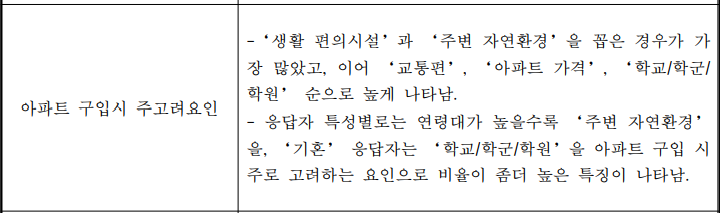 아파트 구입시 주고려요인
- ‘생활 편의시설’과 ‘주변 자연환경’을 꼽은 경우가 가
장 많았고, 이어 ‘교통편’, ‘아파트 가격’, ‘학교/학군/
학원’ 순으로 높게 나타남.
- 응답자 특성별로는 연령대가 높을수록 ‘주변 자연환경’
을, ‘기혼’ 응답자는 ‘학교/학군/학원’을 아파트 구입 시
주로 고려하는 요인으로 비율이 좀더 높은 특징이 나타남.